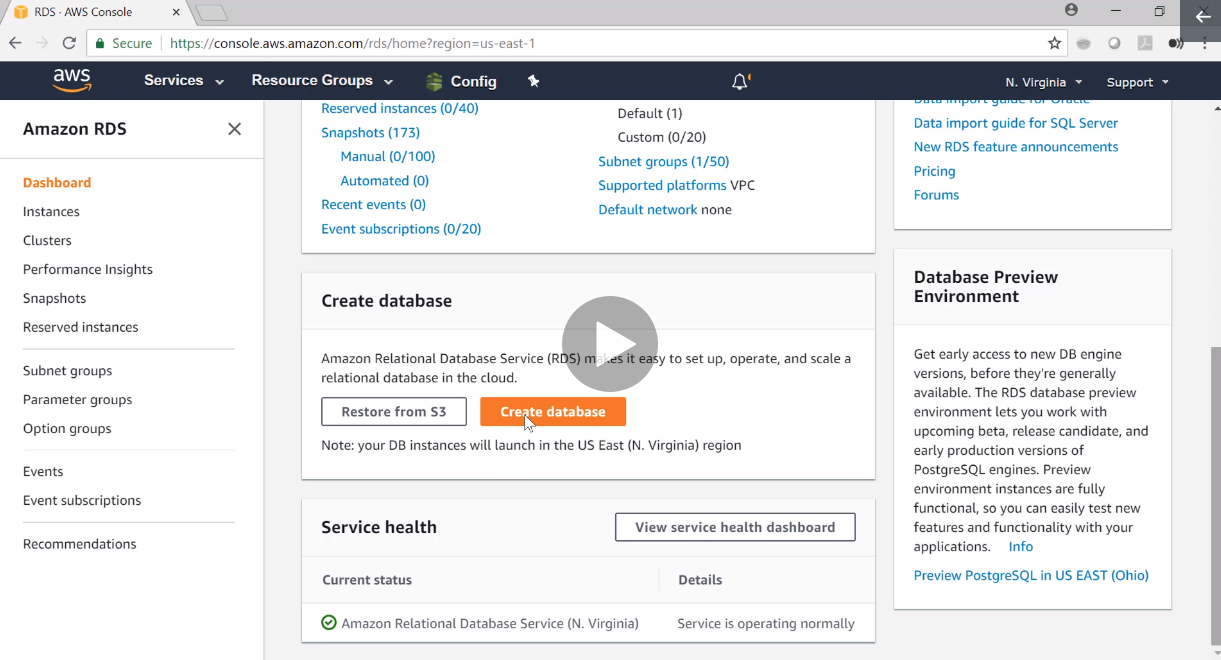 RDS · AWS Console
Secure
https://console.aws.amazon.com/rds/home?region=us-east-1
aws
Services
Resource Groups
Config
N. Virginia
Support
Amazon RDS
Dashboard
Instances
Clusters
Performance Insights
Snapshots
Reserved instances
Subnet groups
Parameter groups
Option groups
Events
Event subscriptions
Recommendations
Reserved instances (0/40)
Snapshots (173)
Manual (0/100)
Automated (0)
Recent events (0)
Event subscriptions (0/20)
Default (1)
Custom (0/20)
Subnet groups (1/50)
Supported platforms VPC
Default network none
Create database
Amazon Relational Database Service (RDS) makes it easy to set up, operate, and scale a
relational database in the cloud.
Restore from S3
Create database
Note: your DB instances will launch in the US East (N. Virginia) region
Service health
View service health dashboard
Current status
Details
Amazon Relational Database Service (N. Virginia)
Service is operating normally
Data import guide for Oracle
Data import guide for SQL Server
New RDS feature announcements
Pricing
Forums
Database Preview
Environment
Get early access to new DB engine
versions, before they're generally
available. The RDS database preview
environment lets you work with
upcoming beta, release candidate, and
early production versions of
PostgreSQL engines. Preview
environment instances are fully
functional, so you can easily test new
features and functionality with your
applications. Info
Preview PostgreSQL in US EAST (Ohio)